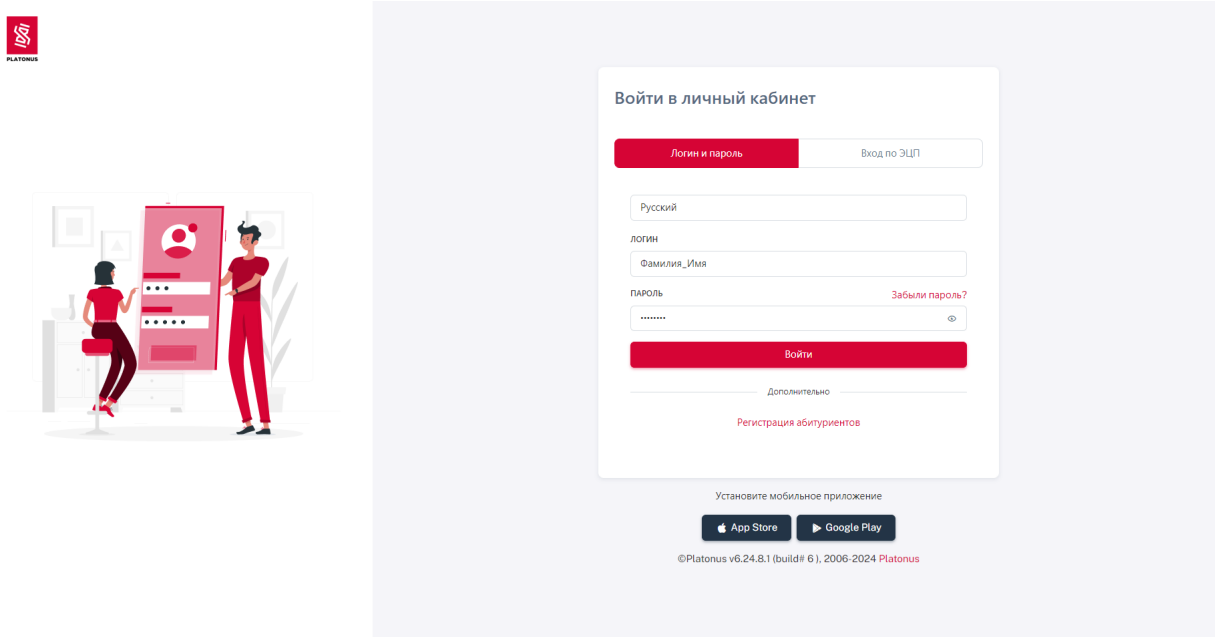 PLATONUS
Войти в личный кабинет
Логин и пароль
Вход по ЭЦП
Русский
ЛОГИН
Фамилия_Имя
ПАРОЛЬ
Забыли пароль?
Войти
Дополнительно
Регистрация абитуриентов
Установите мобильное приложение
App Store
Google Play
©Platonus v6.24.8.1 (build# 6 ), 2006-2024 Platonus